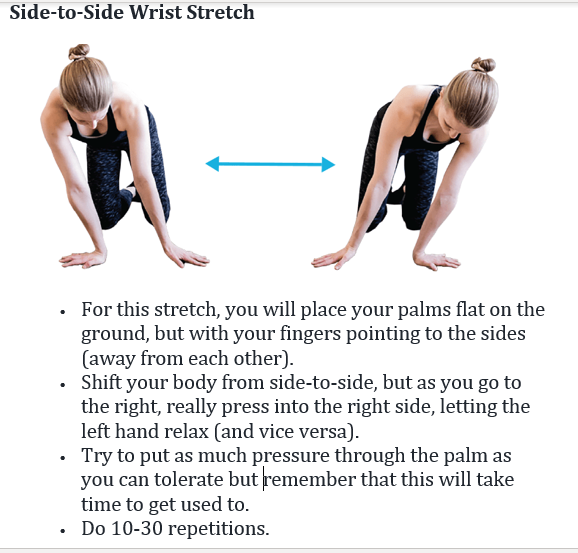 Side-to-Side Wrist Stretch
• For this stretch, you will place your palms flat on the
ground, but with your fingers pointing to the sides
(away from each other).
• Shift your body from side-to-side, but as you go to
the right, really press into the right side, letting the
left hand relax (and vice versa).
• Try to put as much pressure through the palm as
you can tolerate but remember that this will take
time to get used to.
• Do 10-30 repetitions.